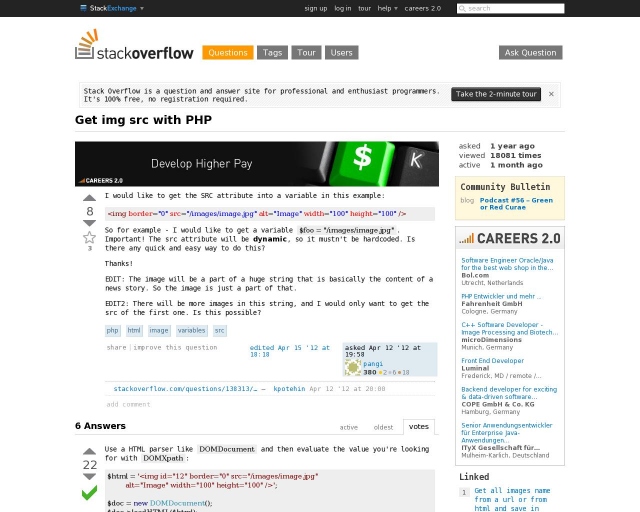 StackExchange
sign up log in tour help careers 2.0
search
stackoverflow
Questions
Tags
Tour
Users
Ask Question
Stack Overflow is a question and answer site for professional and enthusiast programmers.
It's 100% free, no registration required.
Take the 2-minute tour
×
Get img src with PHP
Develop Higher Pay
$
K
CAREERS 2.0
8
3
I would like to get the SRC attribute into a variable in this example:
<img border="0" src="/images/image.jpg" alt="Image" width="100" height="100" />
So for example - I would like to get a variable $foo = "/images/image.jpg" .
Important! The src attribute will be dynamic, so it mustn't be hardcoded. Is
there any quick and easy way to do this?
Thanks!
EDIT: The image will be a part of a huge string that is basically the content of a
news story. So the image is just a part of that.
EDIT2: There will be more images in this string, and I would only want to get the
src of the first one. Is this possible?
php html image variables src
share | improve this question
edited Apr 15 '12 at
18:18
asked Apr 12 '12 at
19:58
pangi
380 2 6 18
stackoverflow.com/questions/138313/… – kpotehin Apr 12 '12 at 20:00
add comment
6 Answers
active oldest votes
22
Use a HTML parser like DOMDocument and then evaluate the value you're looking
for with DOMXpath :
$html = '<img id="12" border="0" src="/images/image.jpg"
alt="Image" width="100" height="100" />';
$doc = new DOMDocument();
asked 1 year ago
viewed 18081 times
active 1 month ago
Community Bulletin
blog Podcast #56 – Green
or Red Curae
CAREERS 2.0
Software Engineer Oracle/Java
for the best web shop in the...
Bol.com
Utrecht, Netherlands
PHP Entwickler und mehr ...
Fahrenheit GmbH
Cologne, Germany
C++ Software Developer –
Image Processing and Biotech...
microDimensions
Munich, Germany
Front End Developer
Luminal
Frederick, MD / remote /...
Backend developer for exciting
& data-driven software...
COPE GmbH & Co. KG
Hamburg, Germany
Senior Anwendungsentwickler
für Enterprise Java-
Anwendungen...
ITyX Gesellschaft für...
Mulheim-Karlich, Deutschland
Linked
1
Get all images name
from a url or from
html and save in